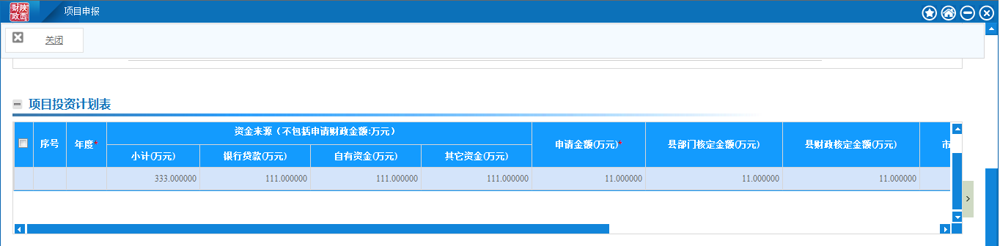 财陕
政西
项目申报
关闭
项目投资计划表
序号
年度*
资金来源（不包括申请财政金额:万元）
小计(万元)
银行贷款(万元)
自有资金(万元)
其它资金(万元)
申请金额(万元)*
县部门核定金额(万元)
县财政核定金额(万元)
市
333.000000
111.000000
111.000000
111.000000
11.000000
11.000000
11.000000